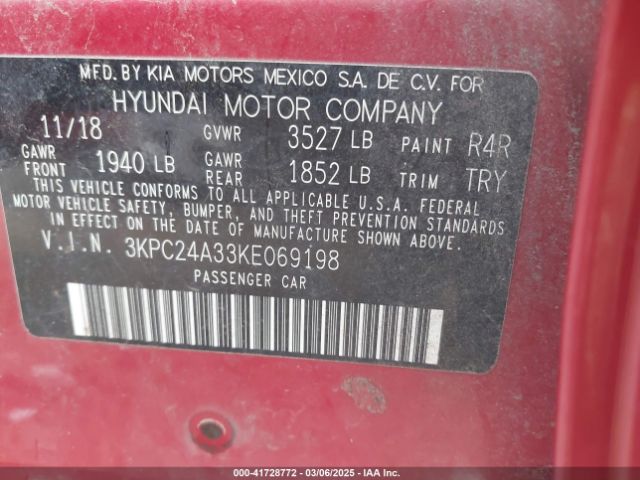 MFD. BY KIA MOTORS MEXICO S.A. DE C.V. FOR
HYUNDAI MOTOR COMPANY
11/18 GVWR 3527 LB PAINT R4R
GAWR FRONT 1940 LB GAWR REAR 1852 LB TRIM TRY
THIS VEHICLE CONFORMS TO ALL APPLICABLE U.S.A. FEDERAL
MOTOR VEHICLE SAFETY, BUMPER, AND THEFT PREVENTION STANDARDS
IN EFFECT ON THE DATE OF MANUFACTURE SHOWN ABOVE.
V.I.N. 3KPC24A33KE069198
PASSENGER CAR
000-41728772 — 03/06/2025 — IAA Inc.